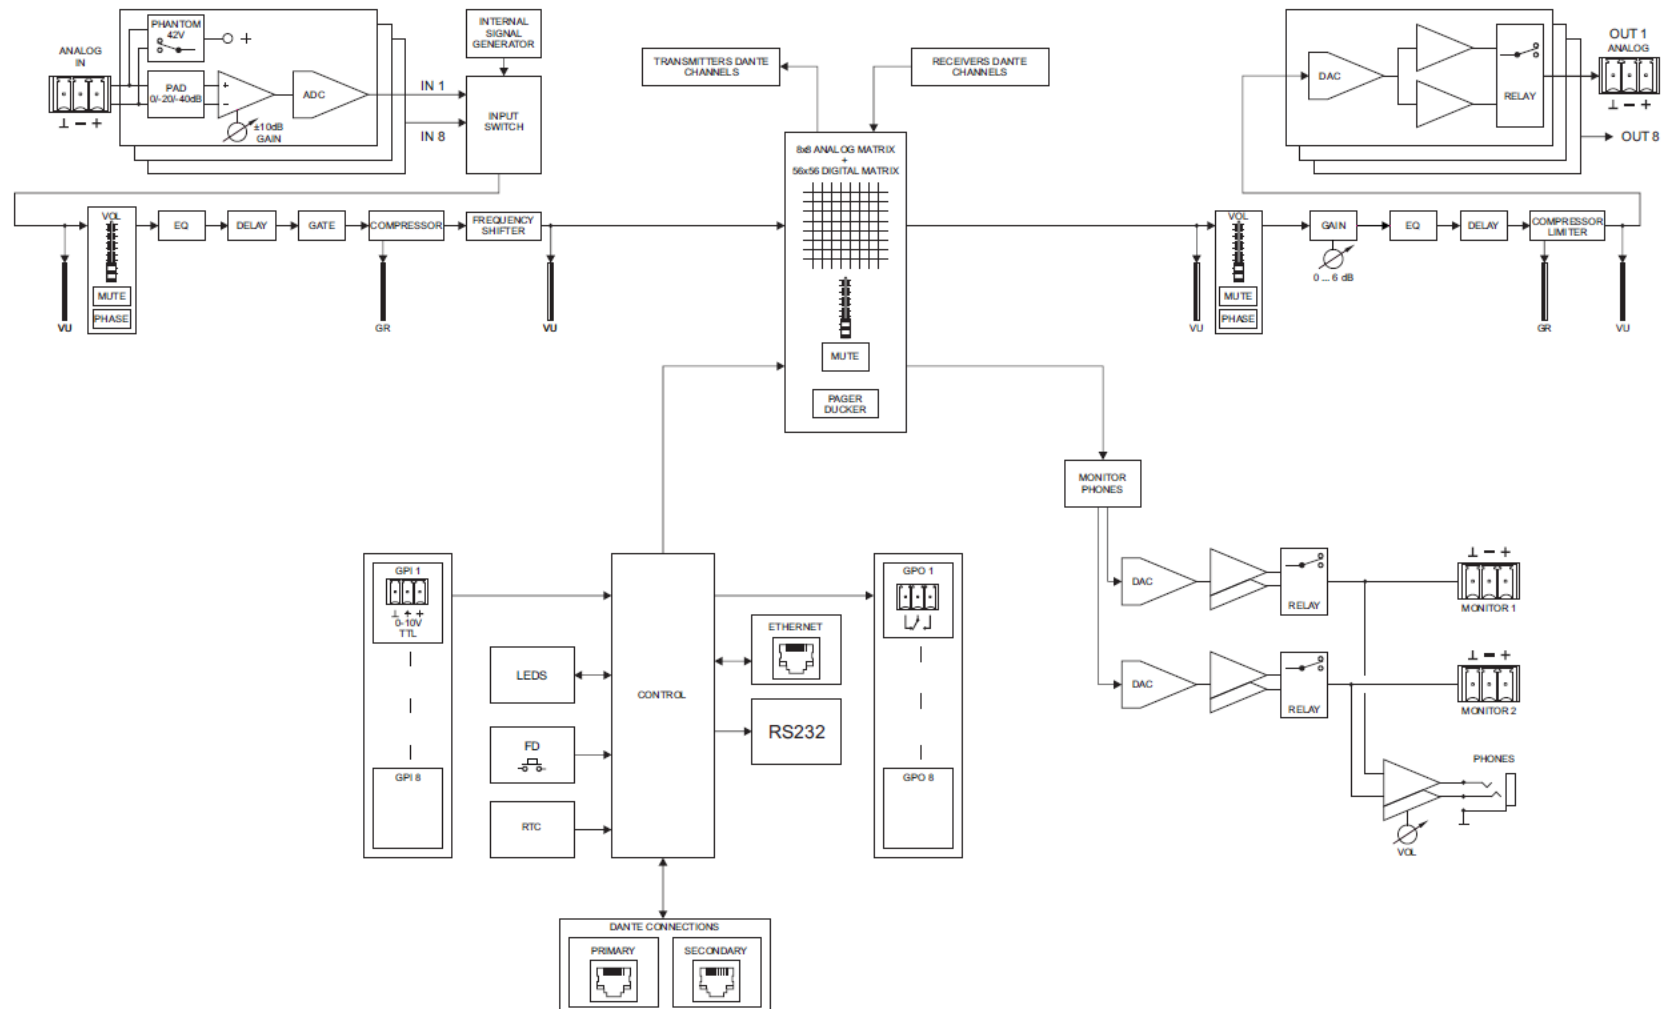 ANALOG
IN
⊥ − +
PHANTOM
42V
+
PAD
0/-20/-40dB
+
−
±10dB
GAIN
ADC
IN 1
IN 8
INTERNAL
SIGNAL
GENERATOR
INPUT
SWITCH
TRANSMITTERS DANTE
CHANNELS
RECEIVERS DANTE
CHANNELS
8x8 ANALOG MATRIX
+
56x56 DIGITAL MATRIX
MUTE
PAGER
DUCKER
DAC
RELAY
OUT 1
ANALOG
⊥ − +
OUT 8
VU
VOL
MUTE
PHASE
EQ
DELAY
GATE
COMPRESSOR
GR
FREQUENCY
SHIFTER
VU
VU
VOL
MUTE
PHASE
GAIN
0 ... 6 dB
EQ
DELAY
COMPRESSOR
LIMITER
GR
VU
MONITOR
PHONES
DAC
RELAY
⊥ − +
MONITOR 1
DAC
RELAY
⊥ − +
MONITOR 2
PHONES
VOL
GPI 1
0-10V
TTL
GPI 8
LEDS
FD
RTC
CONTROL
ETHERNET
RS232
GPO 1
GPO 8
DANTE CONNECTIONS
PRIMARY
SECONDARY